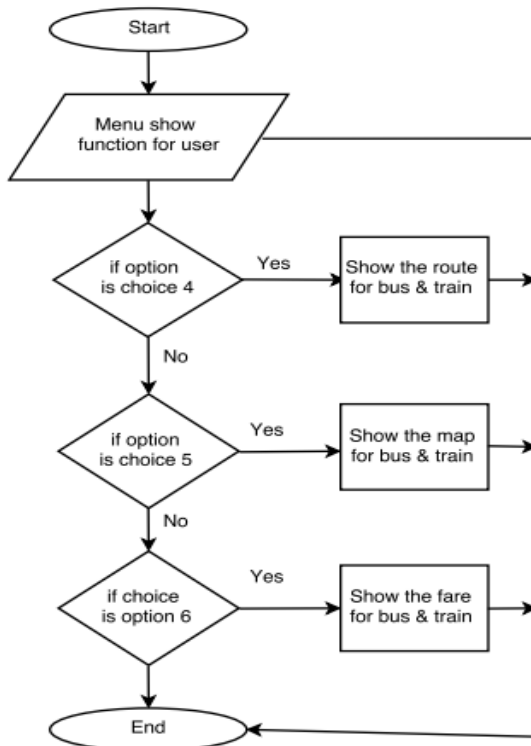 Start
Menu show
function for user
if option
is choice 4
Yes
Show the route
for bus & train
No
if option
is choice 5
Yes
Show the map
for bus & train
No
if choice
is option 6
Yes
Show the fare
for bus & train
End